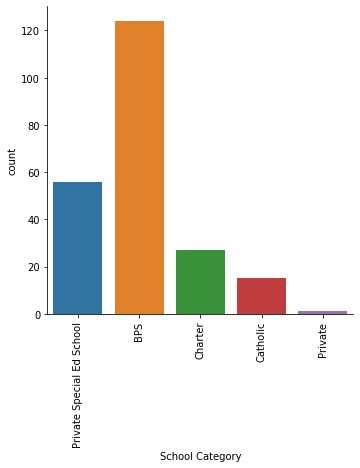 120
100
80
60
40
20
0
count
Private Special Ed School
BPS
Charter
Catholic
Private
School Category